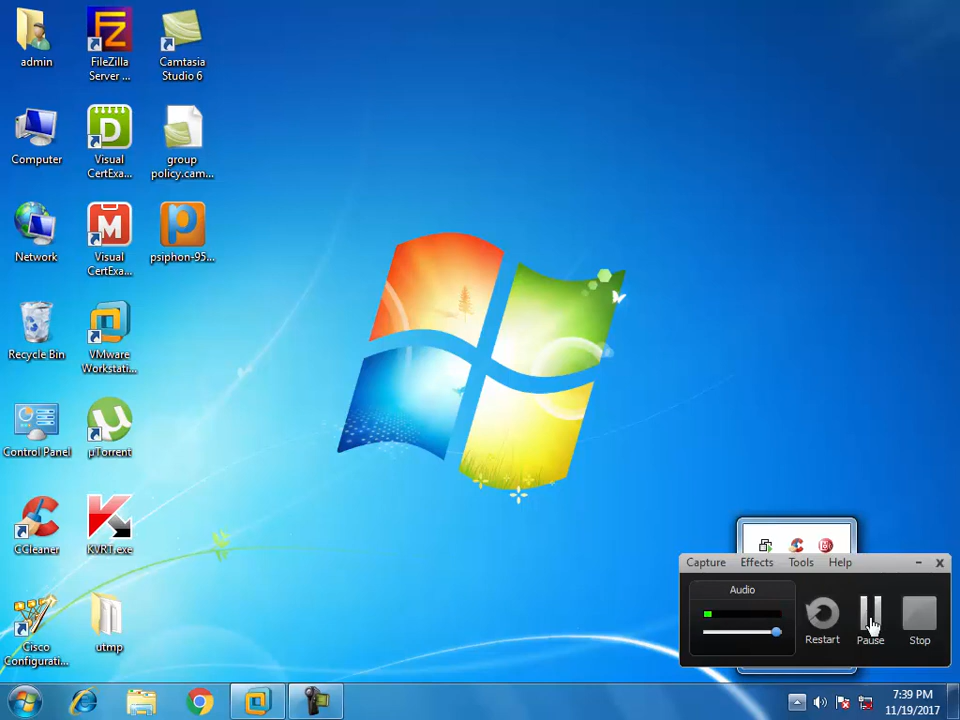 admin
FileZilla
Server ...
Camtasia
Studio 6
Computer
Visual
CertExa...
group
policy.cam...
Network
Visual
CertExa...
psiphon-95...
Recycle Bin
VMware
Workstati...
Control Panel
µTorrent
CCleaner
KVRT.exe
Cisco
Configurati...
utmp
Capture Effects Tools Help
Audio
Restart Pause Stop
7:39 PM
11/19/2017